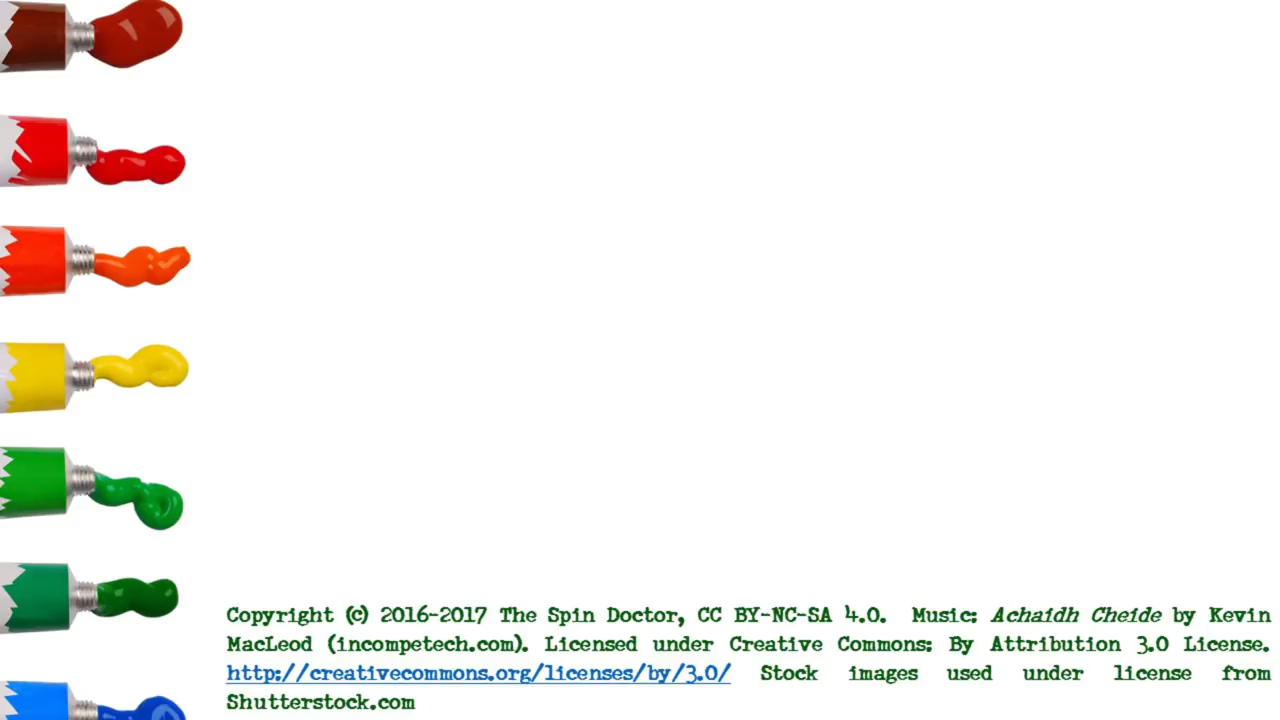 Copyright (c) 2016-2017 The Spin Doctor, CC BY-NC-SA 4.0. Music: Achaidh Cheide by Kevin
MacLeod (incompetech.com). Licensed under Creative Commons: By Attribution 3.0 License.
http://creativecommons.org/licenses/by/3.0/ Stock images used under license from
Shutterstock.com